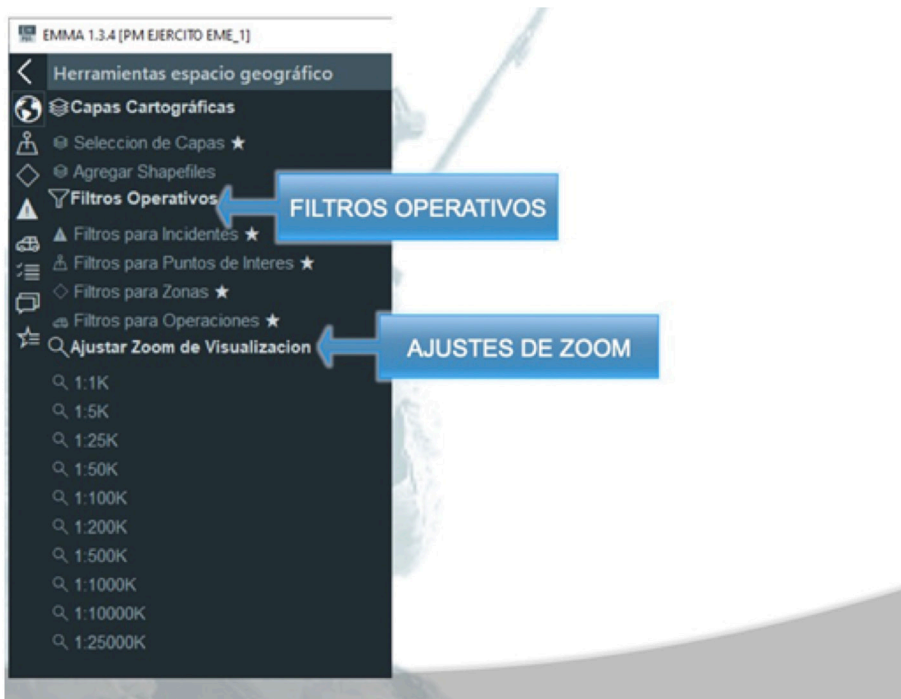 EMMA 1.3.4 [PM EJERCITO EME_1]
Herramientas espacio geográfico
Capas Cartográficas
Seleccion de Capas ★
Agregar Shapefiles
Filtros Operativos
FILTROS OPERATIVOS
Filtros para Incidentes ★
Filtros para Puntos de Interes ★
Filtros para Zonas ★
Filtros para Operaciones ★
Ajustar Zoom de Visualizacion
AJUSTES DE ZOOM
1:1K
1:5K
1:25K
1:50K
1:100K
1:200K
1:500K
1:1000K
1:10000K
1:25000K